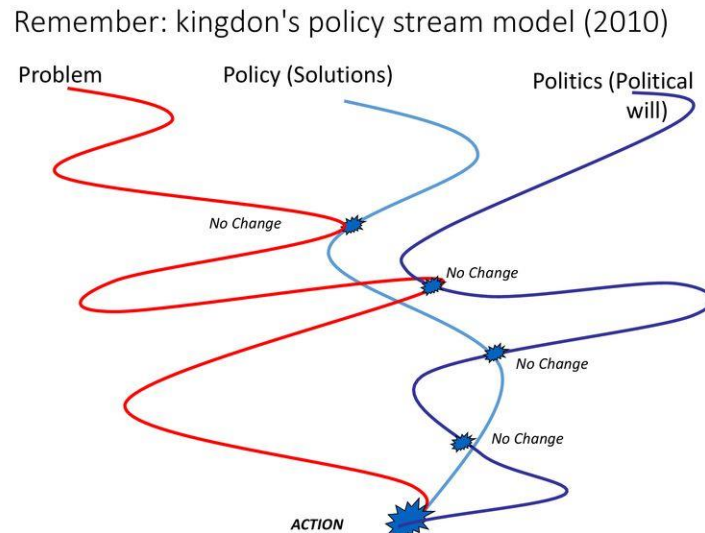 Remember: kingdon's policy stream model (2010)
Problem
Policy (Solutions)
Politics (Political
will)
No Change
No Change
No Change
No Change
ACTION